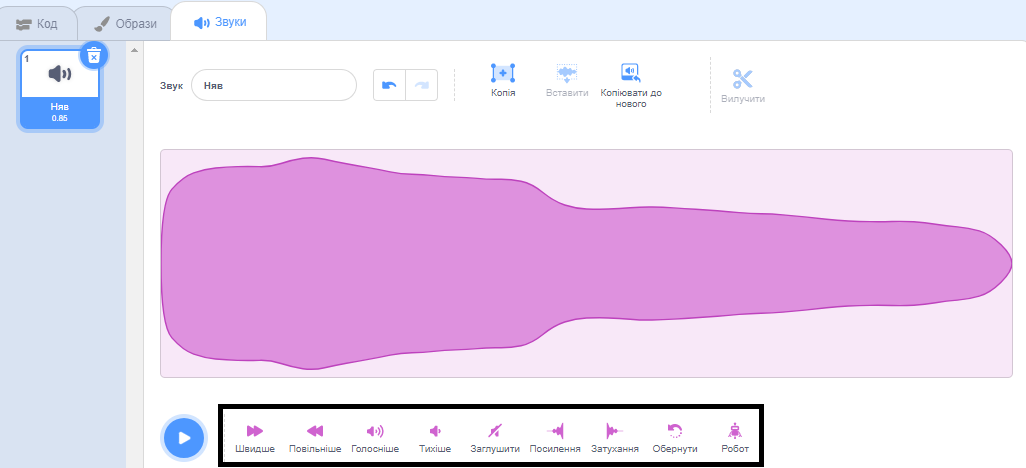 Код
Образи
Звуки
1
Няв
0.85
Звук
Няв
Копія
Вставити
Копіювати до
нового
Вилучити
Швидше
Повільніше
Голосніше
Тихіше
Заглушити
Посилення
Затухання
Обернути
Робот